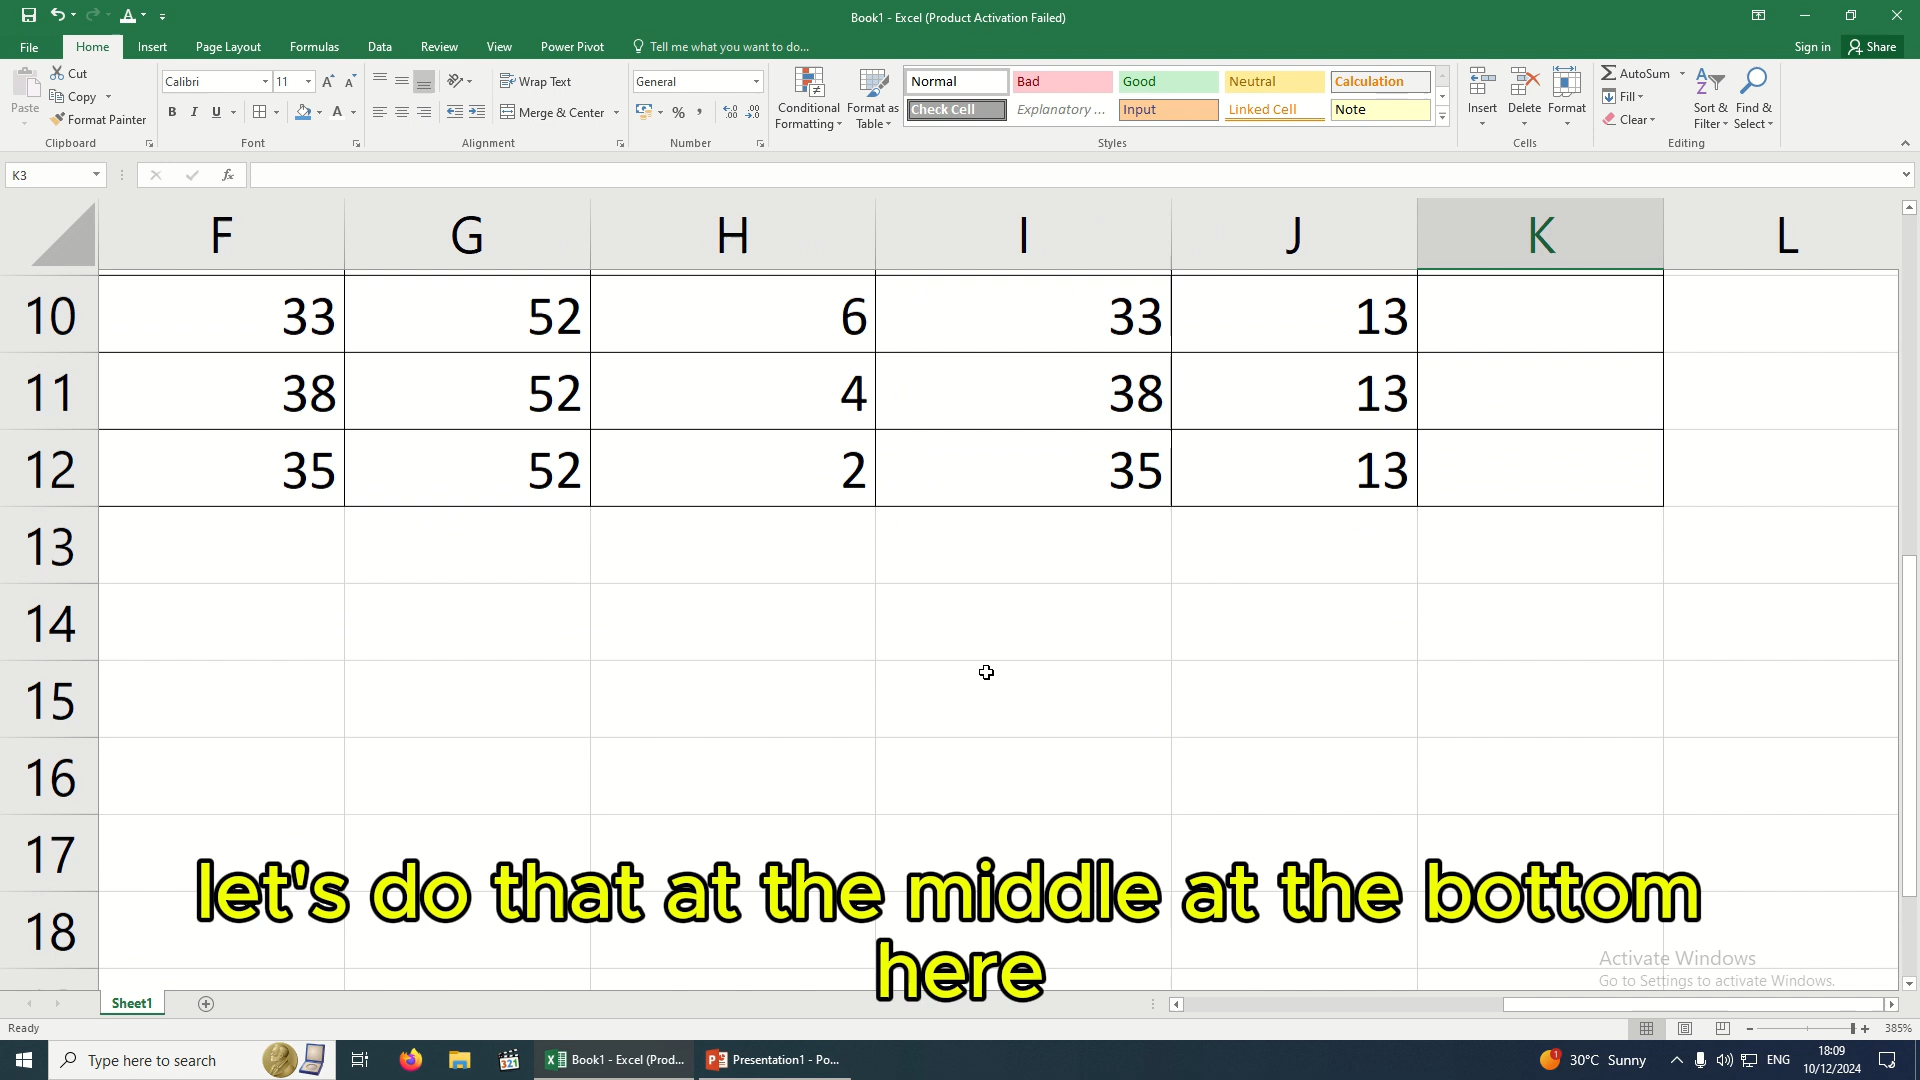 Book1 - Excel (Product Activation Failed)
File Home Insert Page Layout Formulas Data Review View Power Pivot Tell me what you want to do... Sign in Share
Paste Cut Copy Format Painter Clipboard
Calibri 11 B I U A Font
Wrap Text Merge & Center Alignment
General % , Number
Conditional Formatting Format as Table
Normal Bad Good Neutral Calculation
Check Cell Explanatory ... Input Linked Cell Note
Styles
Insert Delete Format Cells
AutoSum Fill Clear Sort & Filter Find & Select Editing
K3 fx
F G H I J K L
10 33 52 6 33 13
11 38 52 4 38 13
12 35 52 2 35 13
13
14
15
16
17
18
let's do that at the middle at the bottom
here
Activate Windows
Go to Settings to activate Windows.
Sheet1
Ready 385%
Type here to search Book1 - Excel (Prod... Presentation1 - Po... 30°C Sunny ENG 18:09
10/12/2024